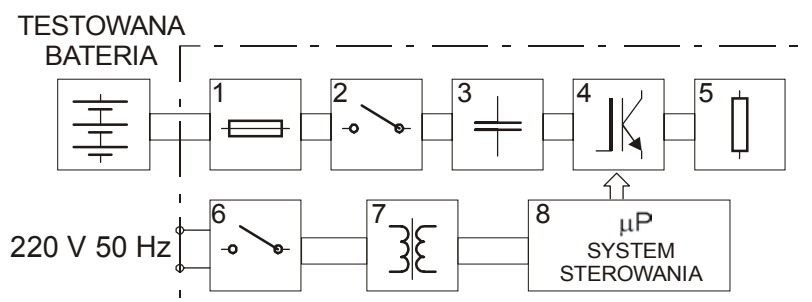 TESTOWANA
BATERIA
1
2
3
4
5
220 V 50 Hz
6
7
8
µP
SYSTEM
STEROWANIA